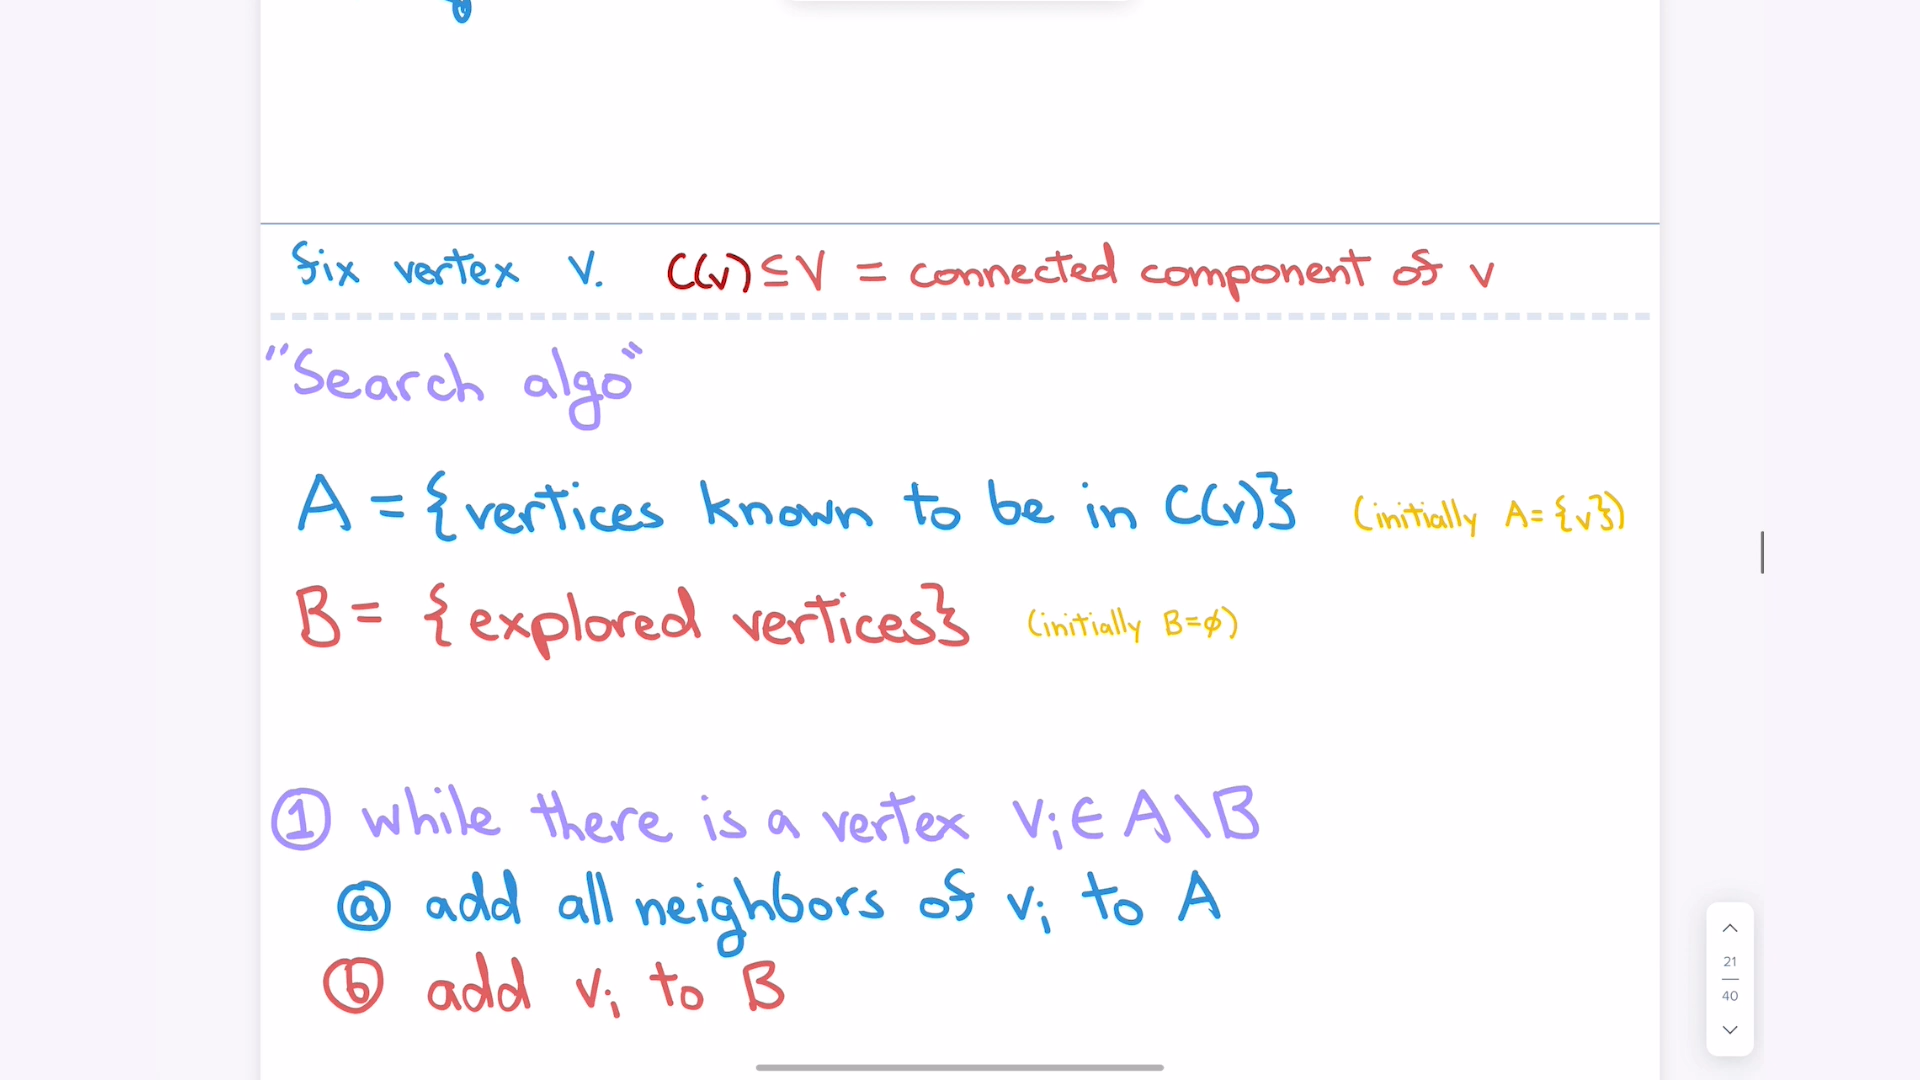 fix vertex v. C(v) ⊆ V = connected component of v
"Search algo"
A = {vertices known to be in C(v)} (initially A={v})
B = {explored vertices} (initially B=∅)
① while there is a vertex vᵢ ∈ A \ B
ⓐ add all neighbors of vᵢ to A
ⓑ add vᵢ to B
21
40